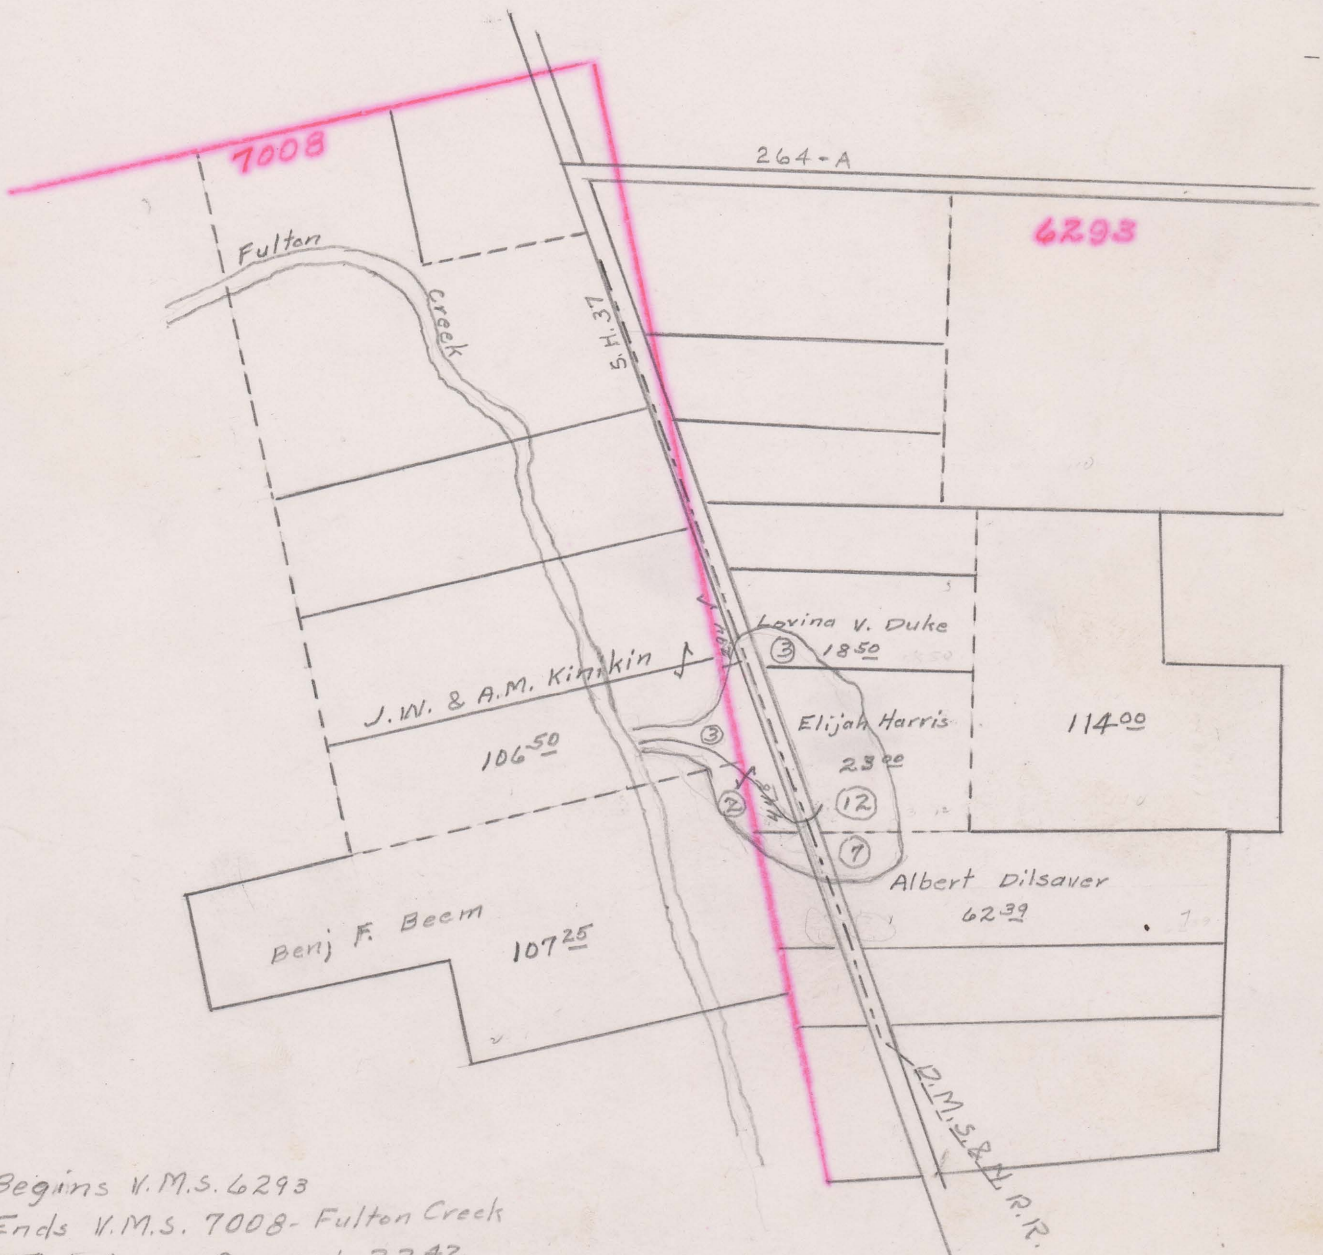 7008
264-A
6293
Fulton
Creek
S.H.37
Lovina V. Duke
③ 18 50
J.W. & A.M. Kinikin
106 50
③
Elijah Harris
23 00
⑫
114 00
②
⑦
Albert Dilsaver
62 39
Benj F. Beem
107 25
D.M.S.&N.R.R.
Begins V.M.S. 6293
Ends V.M.S. 7008- Fulton Creek